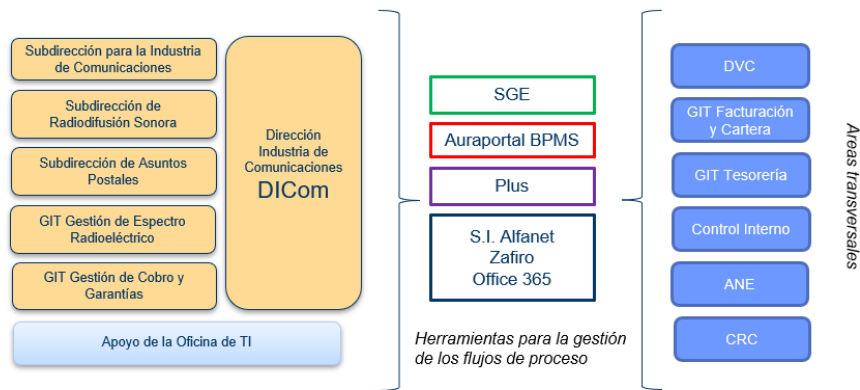 Subdirección para la Industria
de Comunicaciones
Subdirección de
Radiodifusión Sonora
Subdirección de Asuntos
Postales
GIT Gestión de Espectro
Radioeléctrico
GIT Gestión de Cobro y
Garantías
Dirección
Industria de
Comunicaciones
DICom
Apoyo de la Oficina de TI
SGE
Auraportal BPMS
Plus
S.I. Alfanet
Zafiro
Office 365
Herramientas para la gestión
de los flujos de proceso
DVC
GIT Facturación
y Cartera
GIT Tesorería
Control Interno
ANE
CRC
Areas transversales